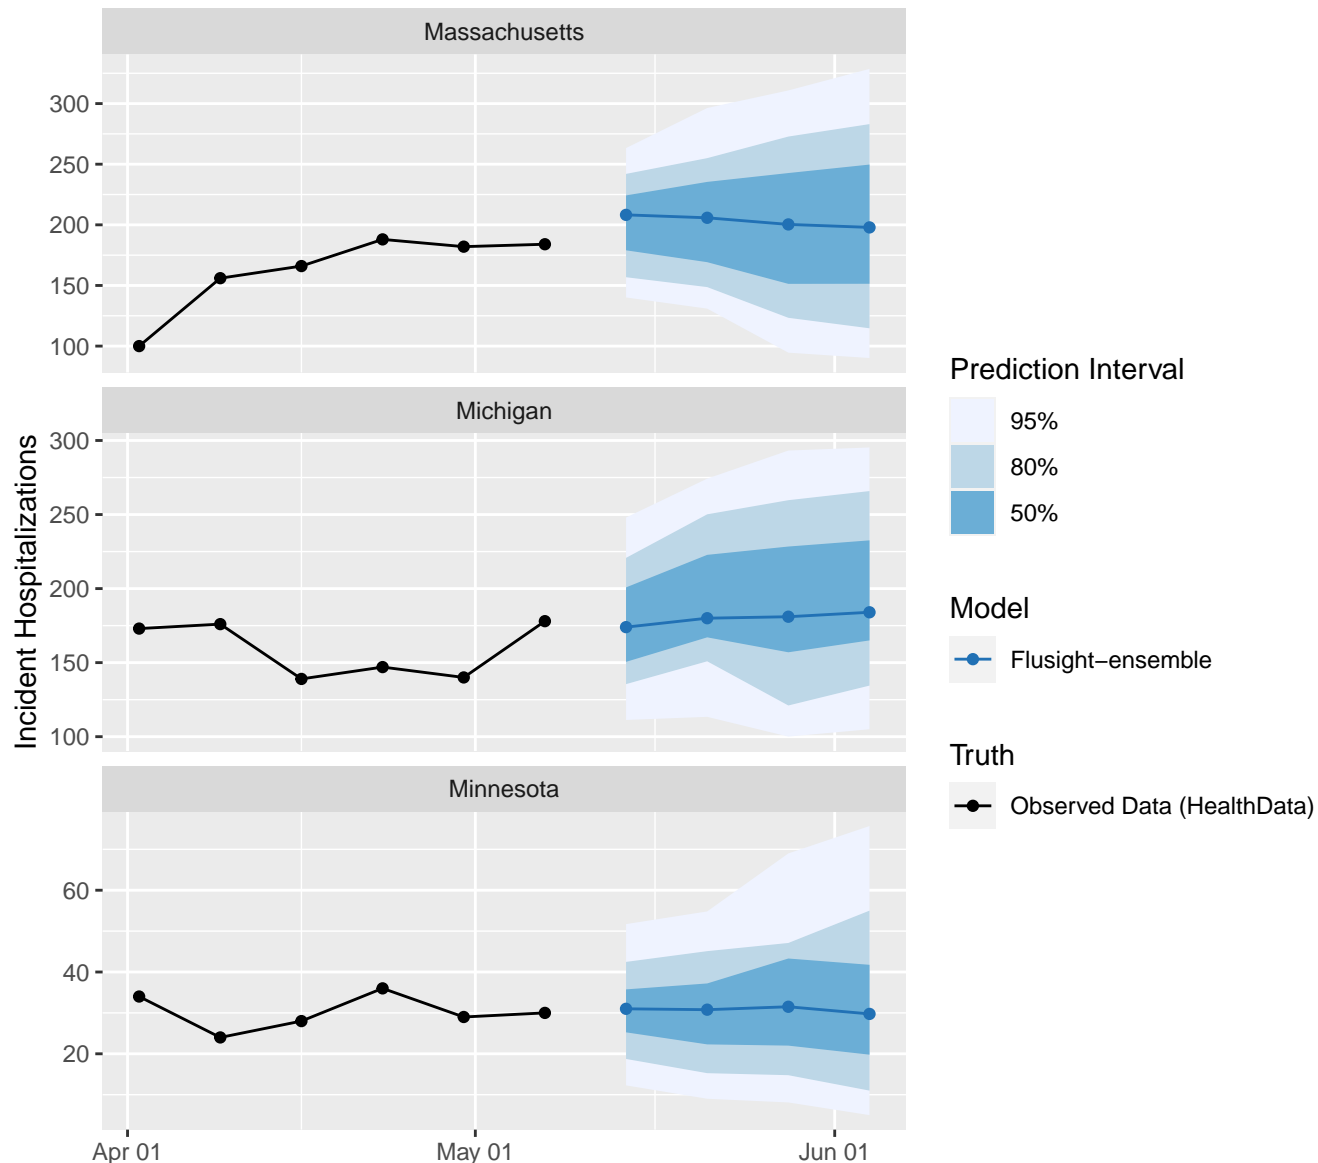 Massachusetts
300
250
200
150
100
Michigan
300
250
200
150
100
Minnesota
60
40
20
Apr 01
May 01
Jun 01
Incident Hospitalizations
Prediction Interval
95%
80%
50%
Model
Flusight−ensemble
Truth
Observed Data (HealthData)